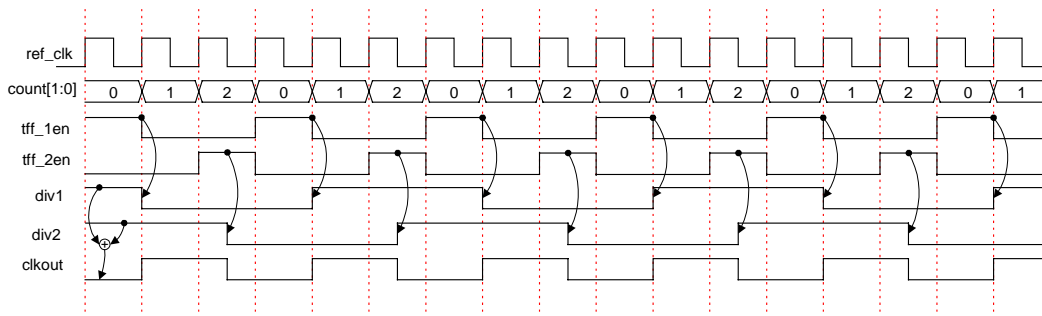 ref_clk
count[1:0] 0 1 2 0 1 2 0 1 2 0 1 2 0 1 2 0 1
tff_1en
tff_2en
div1
div2
+
clkout